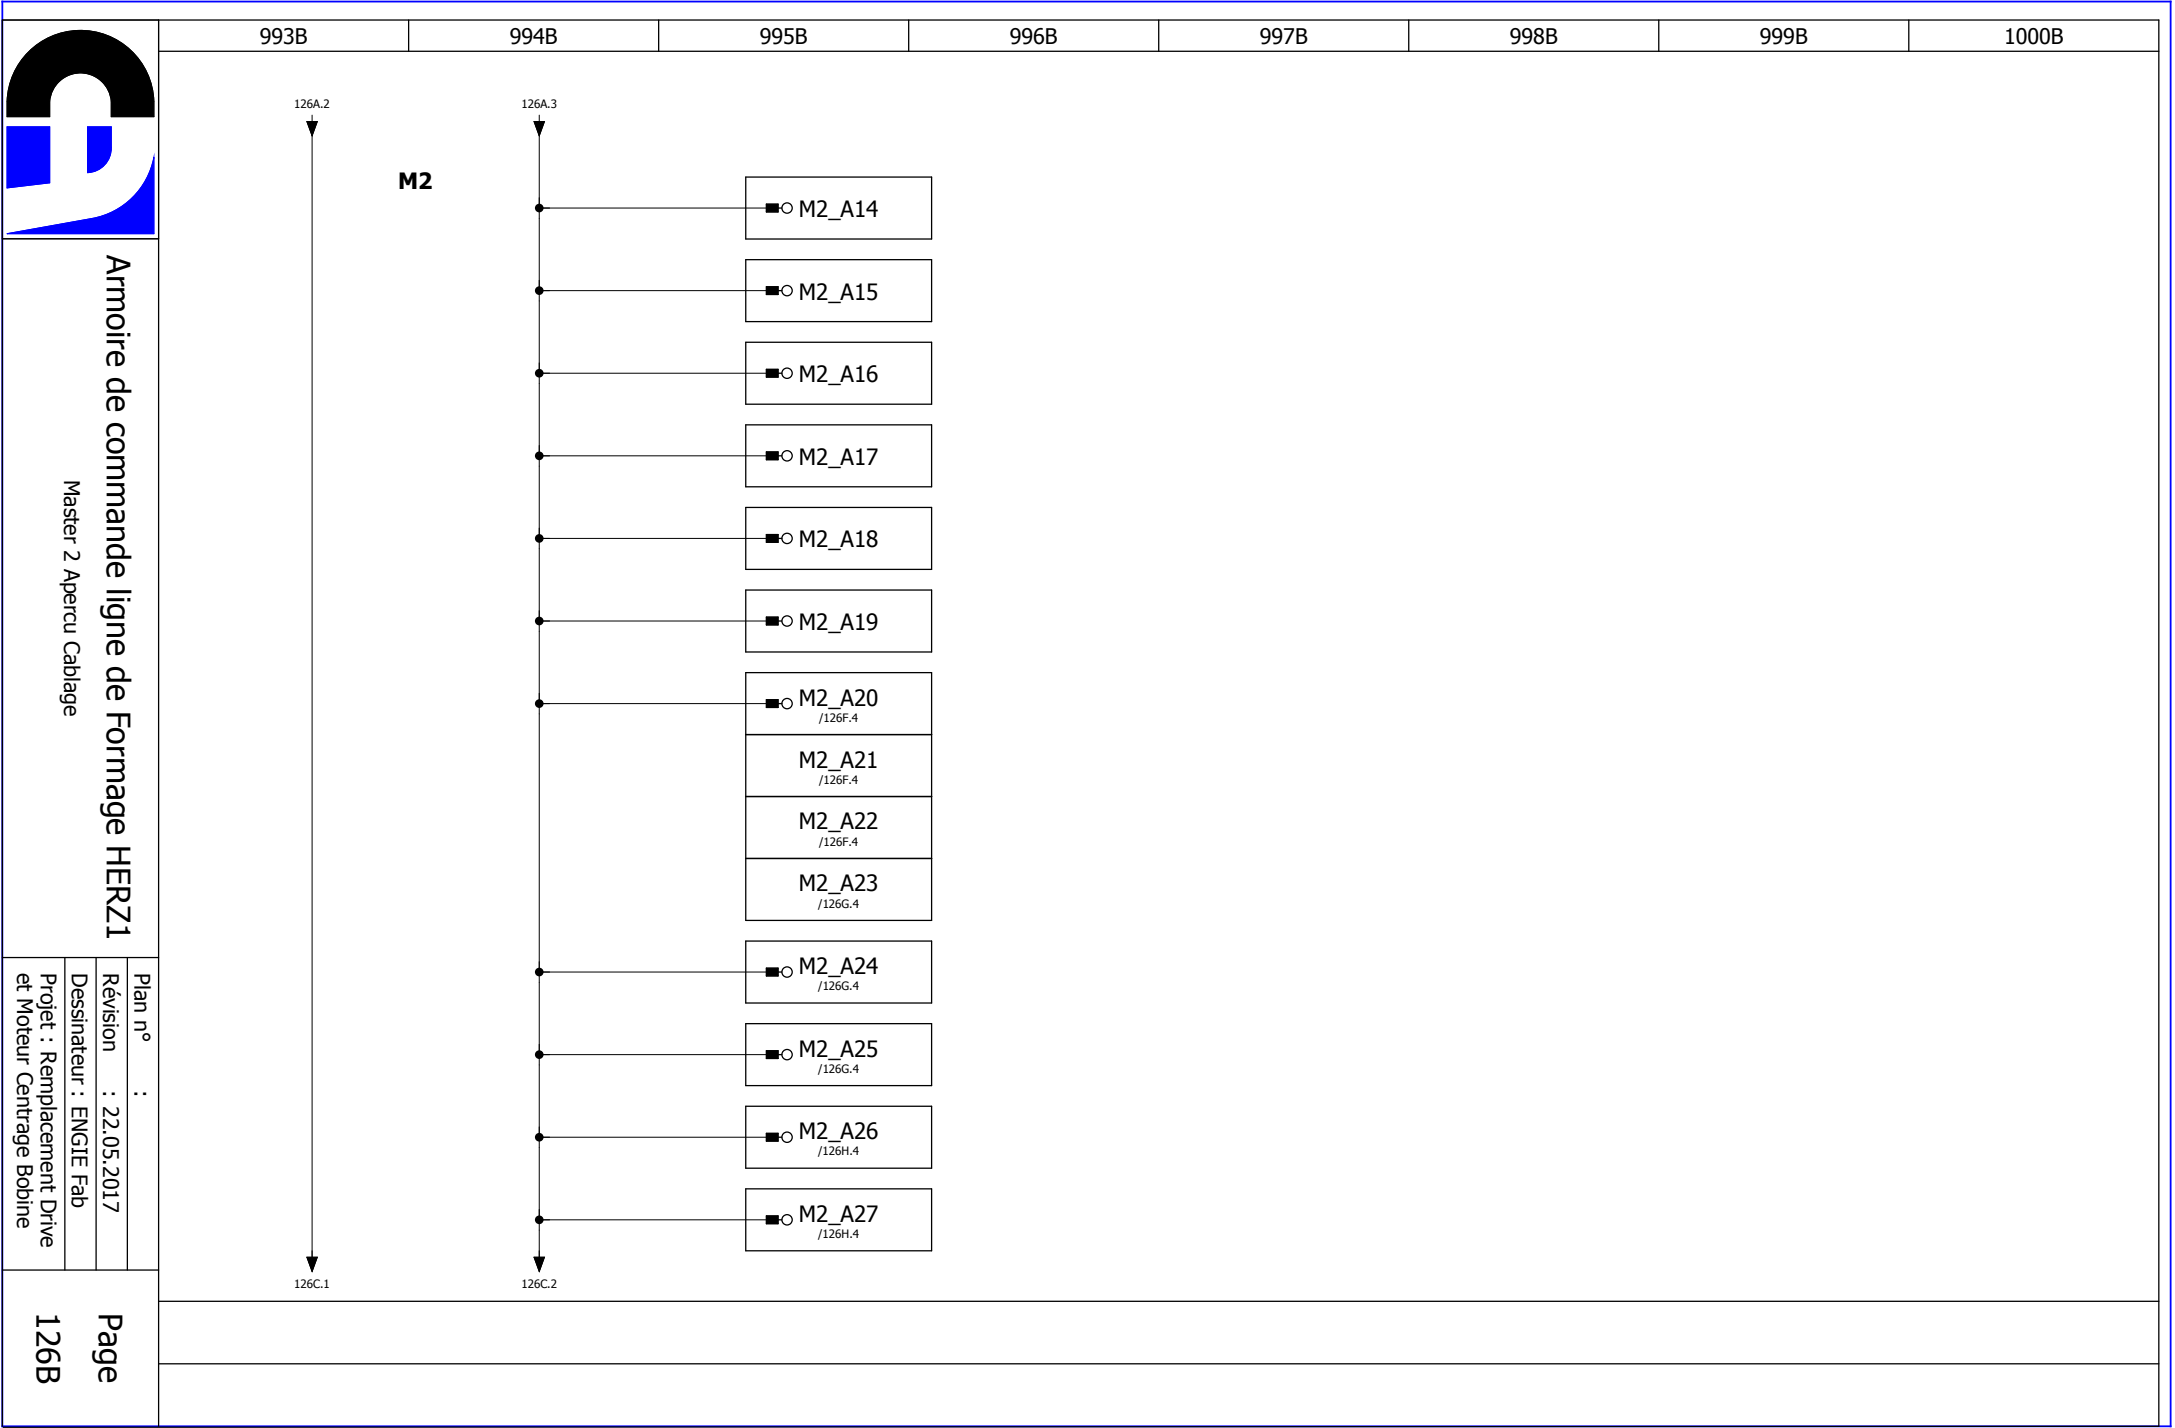 993B 994B 995B 996B 997B 998B 999B 1000B
126A.2 126A.3
M2
M2_A14
M2_A15
M2_A16
M2_A17
M2_A18
M2_A19
M2_A20
/126F.4
M2_A21
/126F.4
M2_A22
/126F.4
M2_A23
/126G.4
M2_A24
/126G.4
M2_A25
/126G.4
M2_A26
/126H.4
M2_A27
/126H.4
126C.1 126C.2
Armoire de commande ligne de Formage HERZ1
Master 2 Apercu Cablage
Plan n° :
Révision : 22.05.2017
Dessinateur : ENGIE Fab
Projet : Remplacement Drive
et Moteur Centrage Bobine
Page
126B